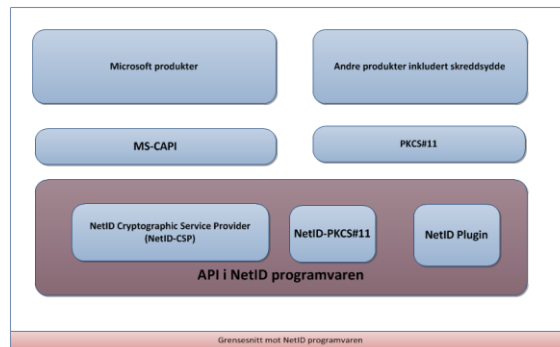 Microsoft produkter
Andre produkter inkludert skreddsydde
MS-CAPI
PKCS#11
NetID Cryptographic Service Provider
(NetID-CSP)
NetID-PKCS#11
NetID Plugin
API i NetID programvaren
Grensesnitt mot NetID programvaren